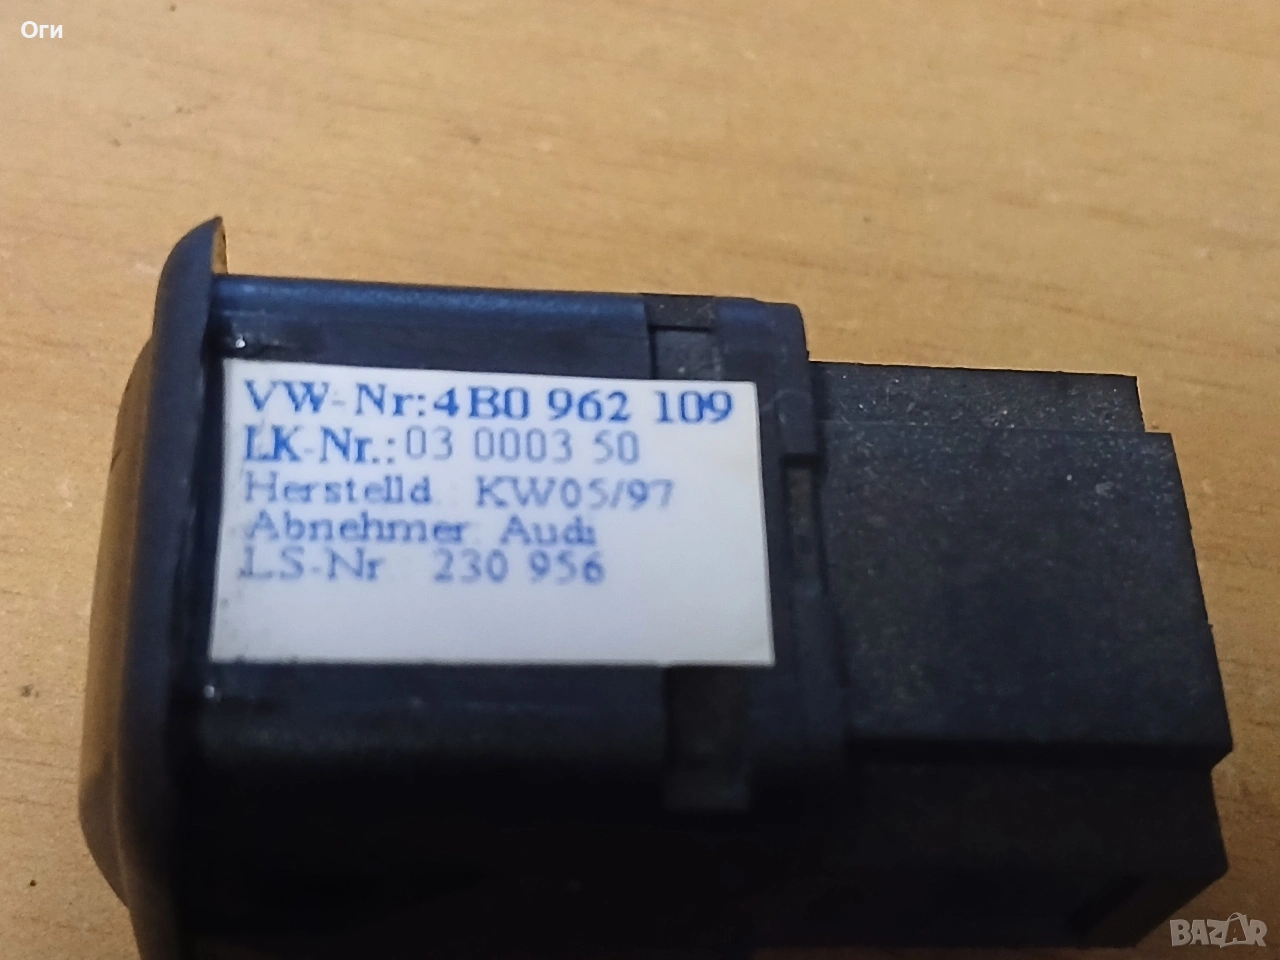 Оги
VW-Nr:4B0 962 109
LK-Nr.:03 0003 50
Herstelld KW05/97
Abnehmer Audi
LS-Nr 230 956
BAZAR